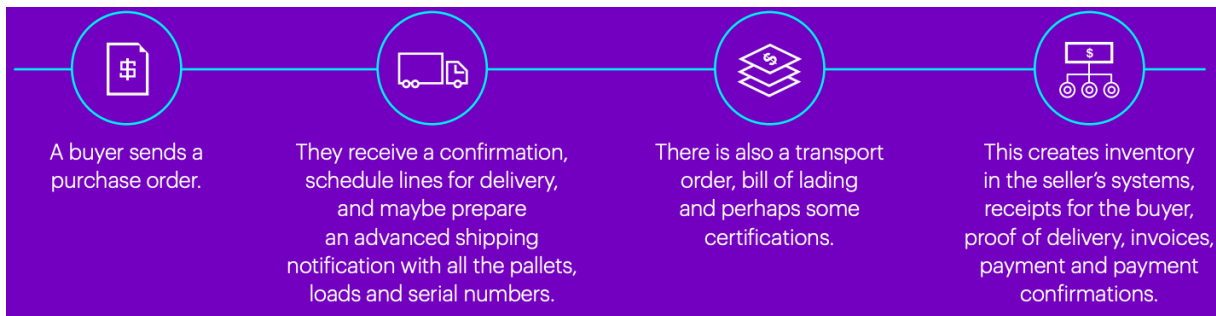 $
$
$
A buyer sends a
purchase order.
They receive a confirmation,
schedule lines for delivery,
and maybe prepare
an advanced shipping
notification with all the pallets,
loads and serial numbers.
There is also a transport
order, bill of lading
and perhaps some
certifications.
This creates inventory
in the seller’s systems,
receipts for the buyer,
proof of delivery, invoices,
payment and payment
confirmations.